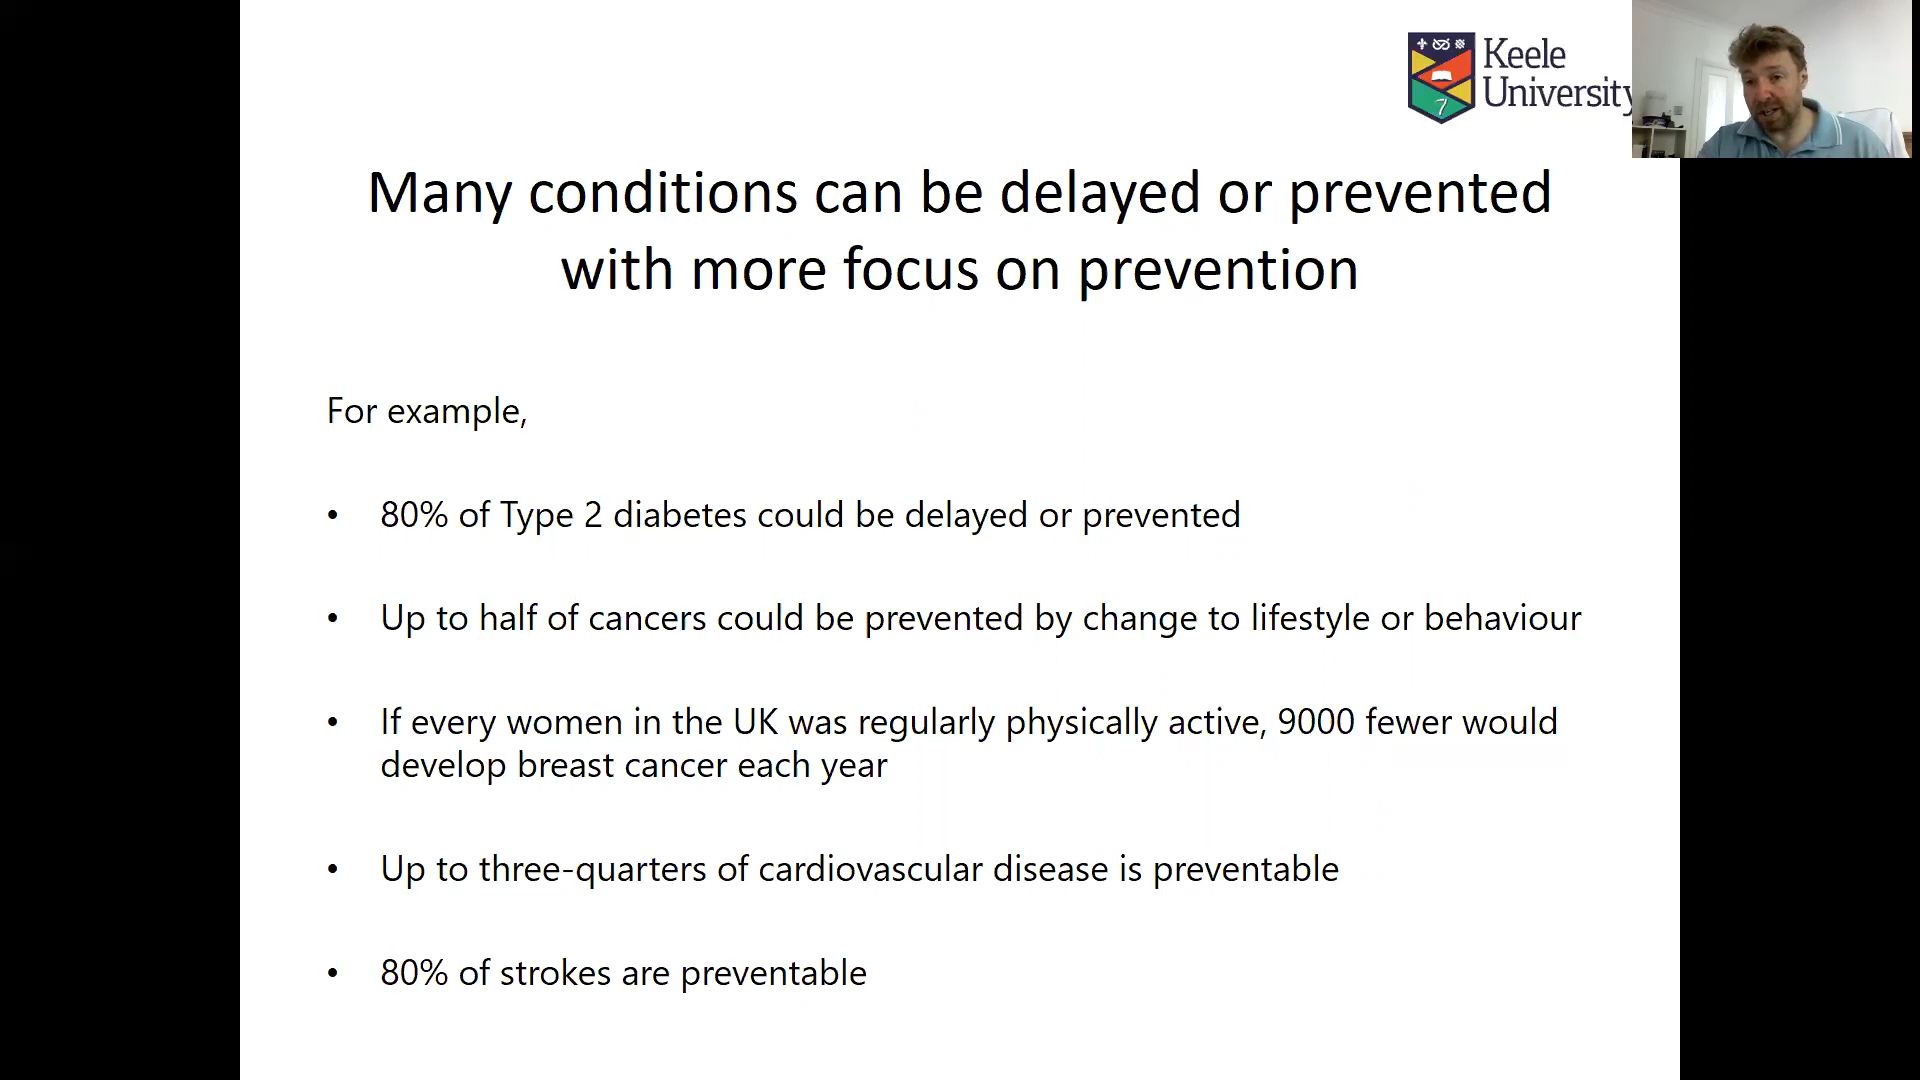 Keele
University
Many conditions can be delayed or prevented
with more focus on prevention
For example,
• 80% of Type 2 diabetes could be delayed or prevented
• Up to half of cancers could be prevented by change to lifestyle or behaviour
• If every women in the UK was regularly physically active, 9000 fewer would
develop breast cancer each year
• Up to three-quarters of cardiovascular disease is preventable
• 80% of strokes are preventable